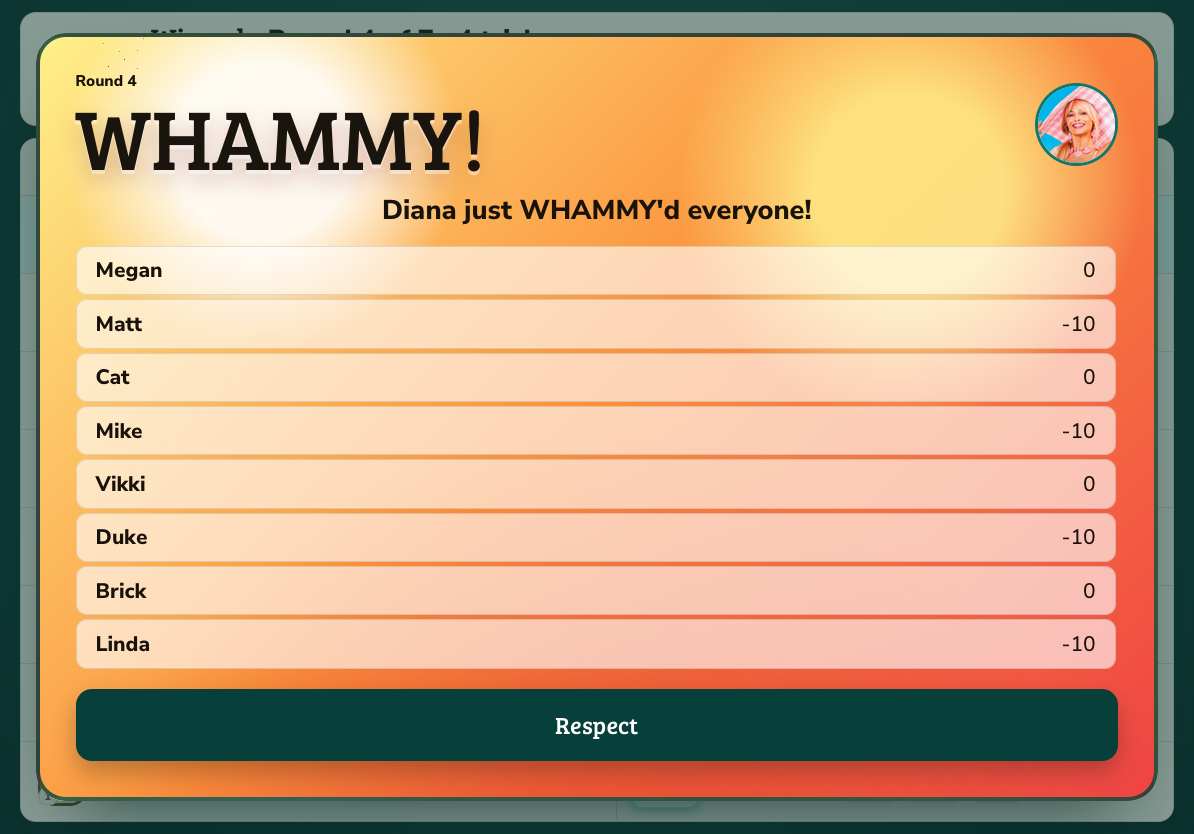 Round 4
WHAMMY!
Diana just WHAMMY'd everyone!
Megan 0
Matt -10
Cat 0
Mike -10
Vikki 0
Duke -10
Brick 0
Linda -10
Respect